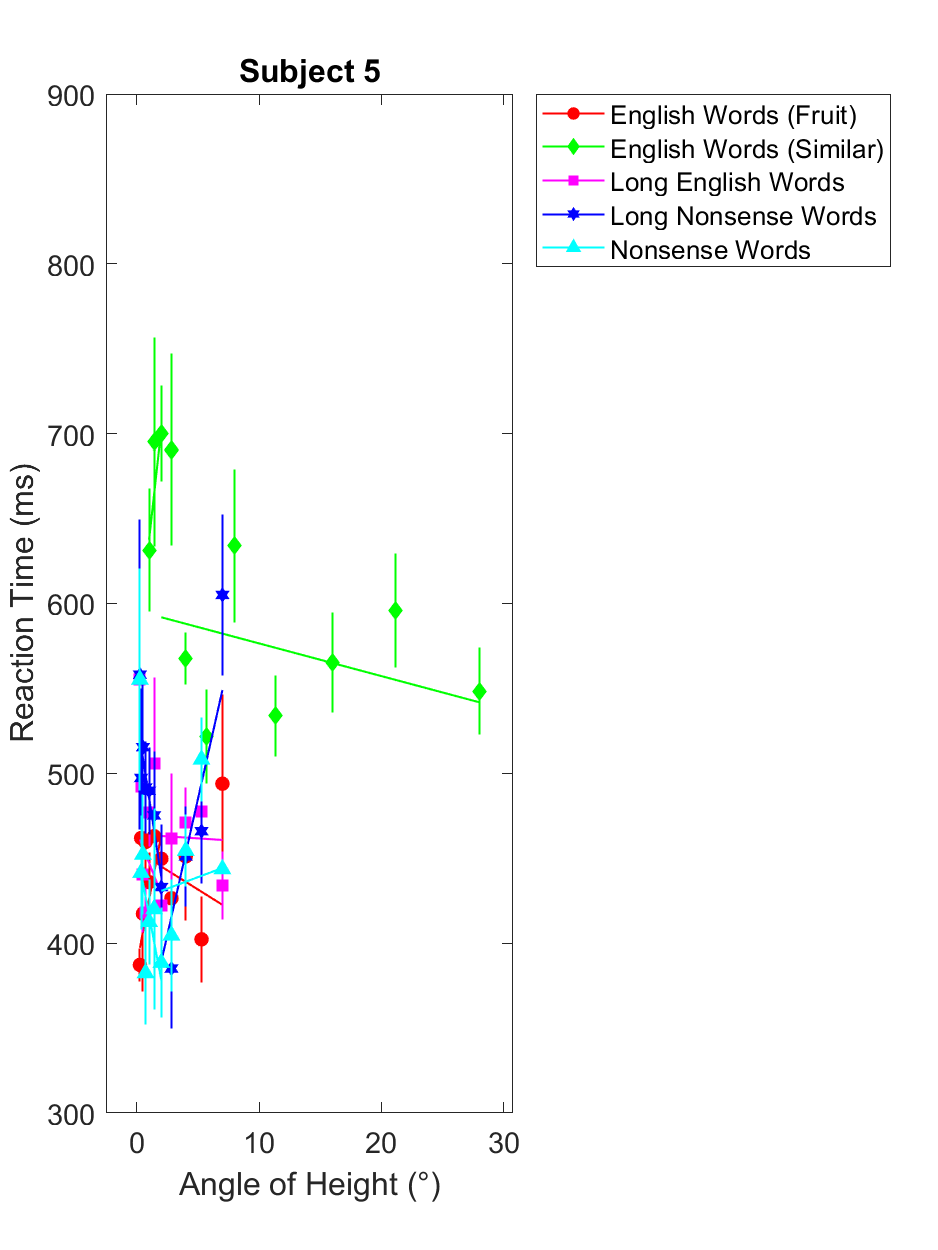 Subject 5
900
800
700
600
500
400
300
Reaction Time (ms)
0 10 20 30
Angle of Height (°)
English Words (Fruit)
English Words (Similar)
Long English Words
Long Nonsense Words
Nonsense Words